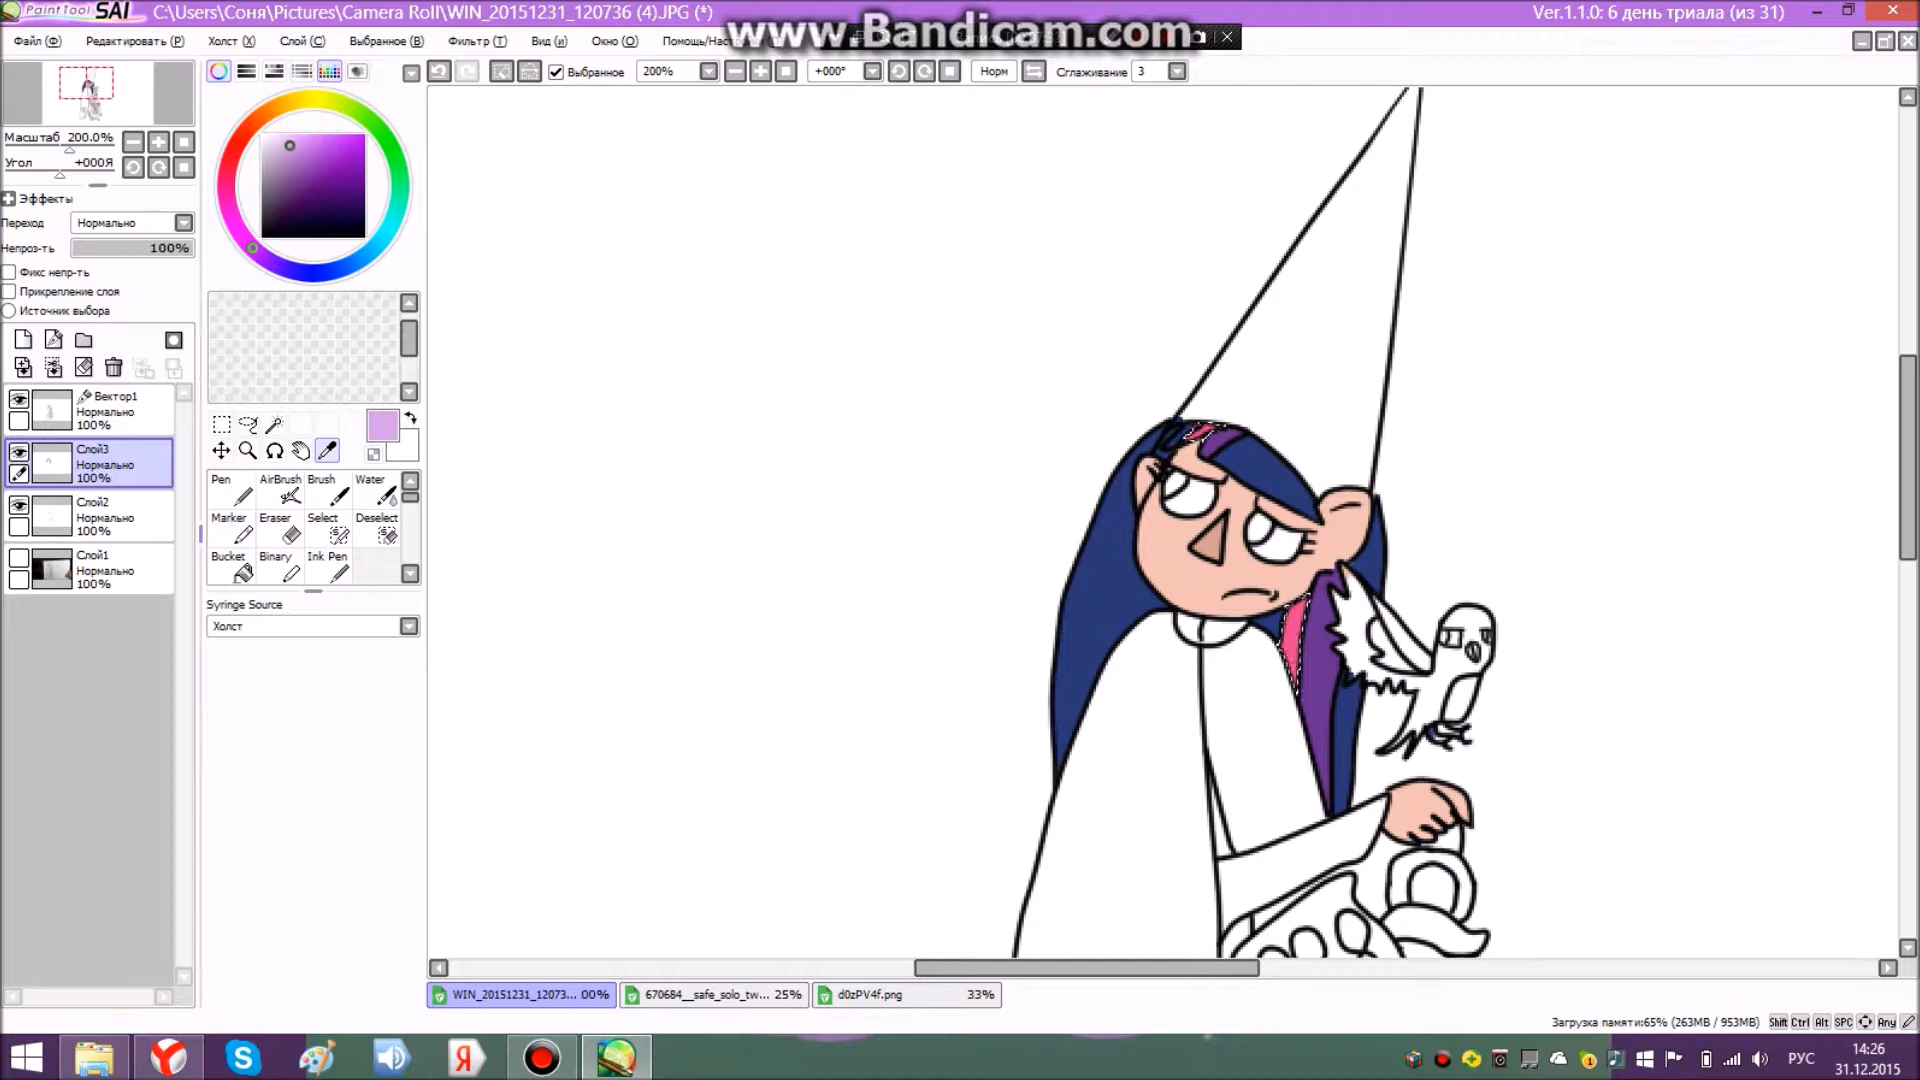 PaintTool SAI C:\Users\Соня\Pictures\Camera Roll\WIN_20151231_120736 (4).JPG (*)
www.Bandicam.com
Ver.1.1.0: 6 день триала (из 31)
Файл (Ф) Редактировать (Р) Холст (X) Слой (С) Выбранное (В) Фильтр (Т) Вид (и) Окно (О)
Выбранное 200% +000° Норм Сглаживание 3
Масштаб 200.0%
Угол +000Я
Эффекты
Переход Нормально
Непроз-ть 100%
Фикс непр-ть
Прикрепление слоя
Источник выбора
Вектор1
Нормально
100%
Слой3
Нормально
100%
Слой2
Нормально
100%
Слой1
Нормально
100%
Pen AirBrush Brush Water
Marker Eraser Select Deselect
Bucket Binary Ink Pen
Syringe Source
Холст
WIN_20151231_12073... 00% 670684__safe_solo_tw... 25% d0zPV4f.png 33%
Загрузка памяти:65% (263MB / 953MB) Shift Ctrl Alt SPC Any
РУС
14:26
31.12.2015